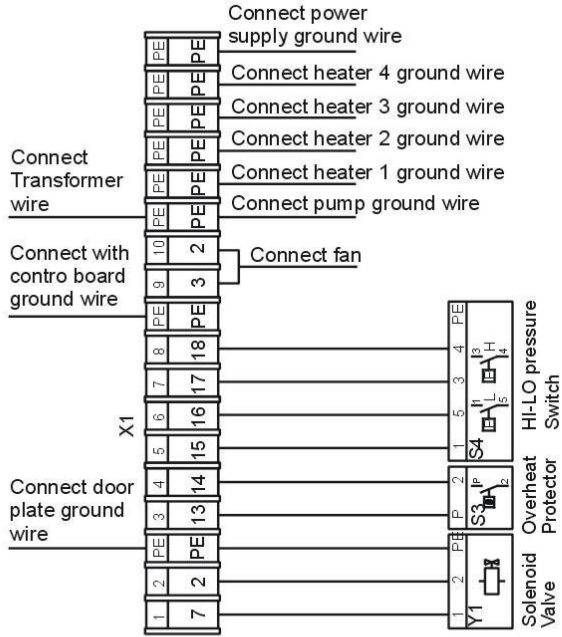 Connect power
supply ground wire
Connect heater 4 ground wire
Connect heater 3 ground wire
Connect heater 2 ground wire
Connect heater 1 ground wire
Connect pump ground wire
Connect
Transformer
wire
Connect with
contro board
ground wire
Connect fan
Connect door
plate ground
wire
X1
PE PE
PE PE
PE PE
PE PE
PE PE
PE PE
10 2
9 3
PE PE
8 18
7 17
6 16
5 15
4 14
3 13
PE PE
2 2
1 7
PE
4 3 H 4
3
5 1 L 5
1 S4
HI-LO pressure
Switch
2 P 2
P S3
Overheat
Protector
PE
2
1 Y1
Solenoid
Valve